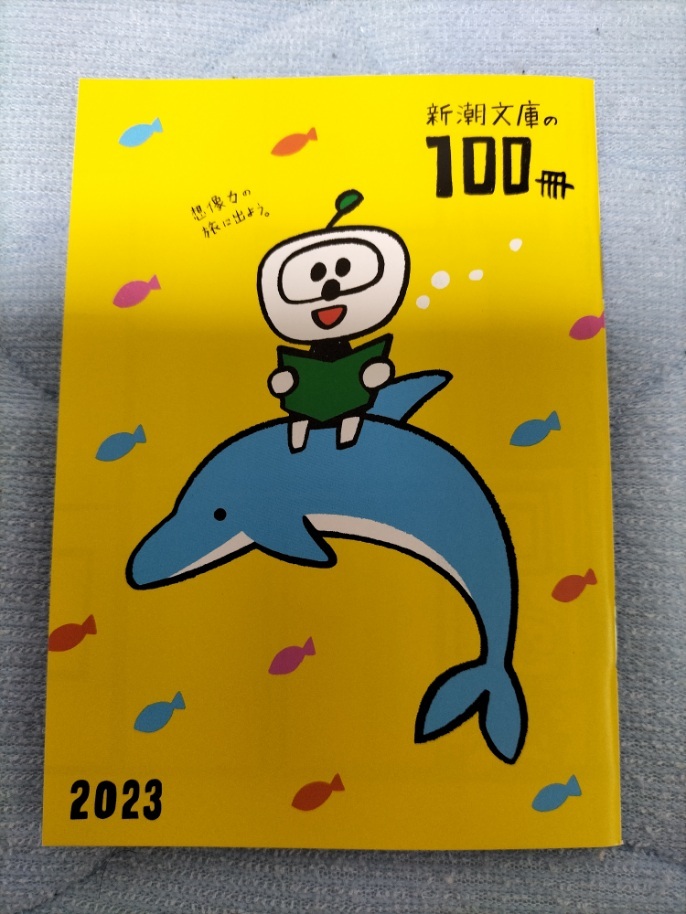 新潮文庫の
100冊
想像力の
旅に出よう。
2023